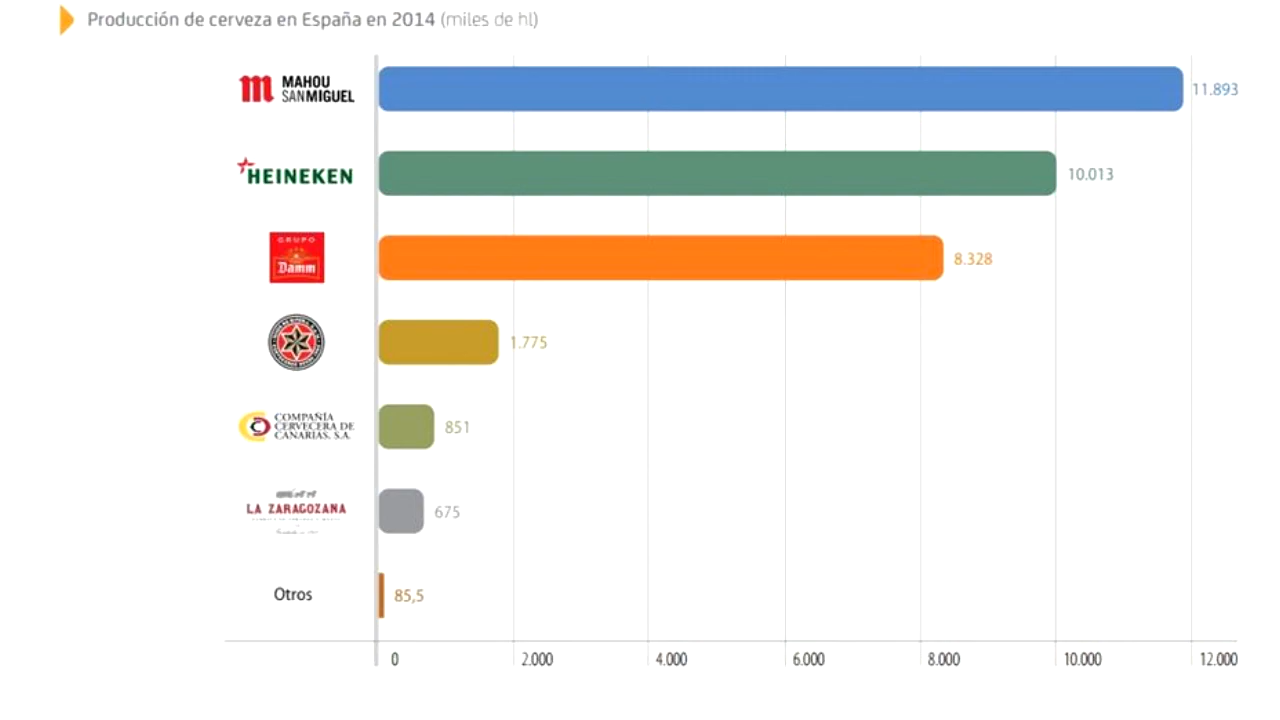 Producción de cerveza en España en 2014 (miles de hl)
MAHOU
SANMIGUEL
11.893
HEINEKEN
10.013
GRUPO
Damm
8.328
1.775
COMPAÑÍA
CERVECERA DE
CANARIAS, S.A.
851
LA ZARAGOZANA
675
Otros
85,5
0 2.000 4.000 6.000 8.000 10.000 12.000